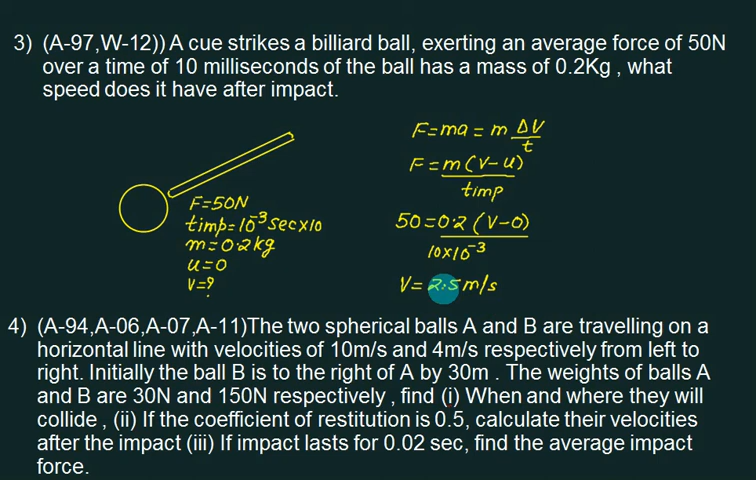 3) (A-97,W-12)) A cue strikes a billiard ball, exerting an average force of 50N
over a time of 10 milliseconds of the ball has a mass of 0.2Kg , what
speed does it have after impact.
F=ma = m ΔV/t
F = m(V-u)/timp
F=50N
timp=10⁻³sec×10
m=0.2kg
u=0
V=?
50=0.2 (V-0)/10×10⁻³
V= 2.5 m/s
4) (A-94,A-06,A-07,A-11)The two spherical balls A and B are travelling on a
horizontal line with velocities of 10m/s and 4m/s respectively from left to
right. Initially the ball B is to the right of A by 30m . The weights of balls A
and B are 30N and 150N respectively , find (i) When and where they will
collide , (ii) If the coefficient of restitution is 0.5, calculate their velocities
after the impact (iii) If impact lasts for 0.02 sec, find the average impact
force.